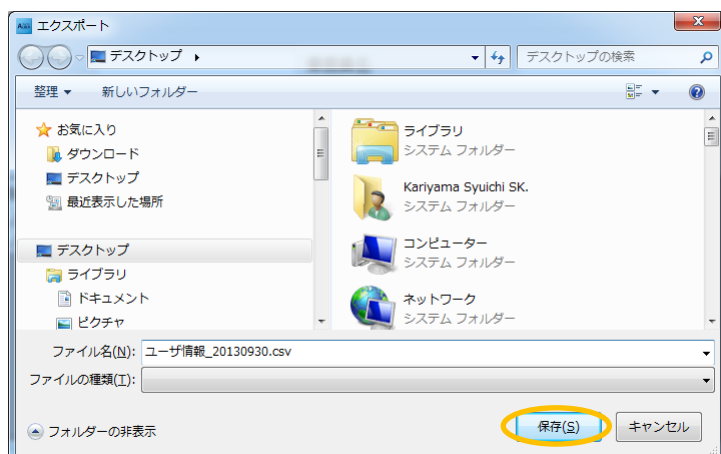 エクスポート
デスクトップ
デスクトップの検索
整理
新しいフォルダー
お気に入り
ダウンロード
デスクトップ
最近表示した場所
デスクトップ
ライブラリ
ドキュメント
ピクチャ
ライブラリ
システム フォルダー
Kariyama Syuichi SK.
システム フォルダー
コンピューター
システム フォルダー
ネットワーク
システム フォルダー
ファイル名(N): ユーザ情報_20130930.csv
ファイルの種類(T):
フォルダーの非表示
保存(S)
キャンセル